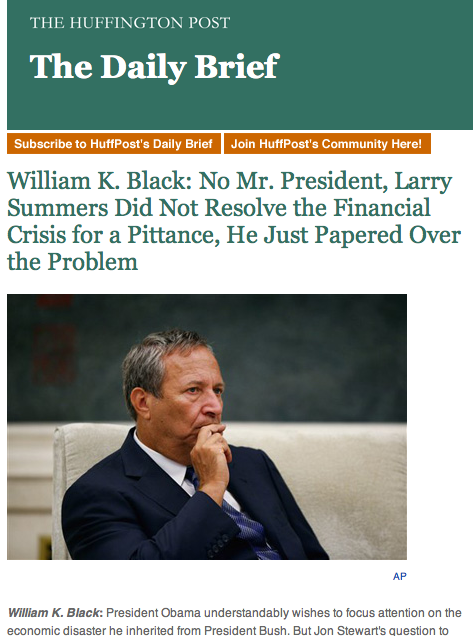 THE HUFFINGTON POST
The Daily Brief
Subscribe to HuffPost's Daily Brief
Join HuffPost's Community Here!
William K. Black: No Mr. President, Larry
Summers Did Not Resolve the Financial
Crisis for a Pittance, He Just Papered Over
the Problem
AP
William K. Black: President Obama understandably wishes to focus attention on the
economic disaster he inherited from President Bush. But Jon Stewart's question to